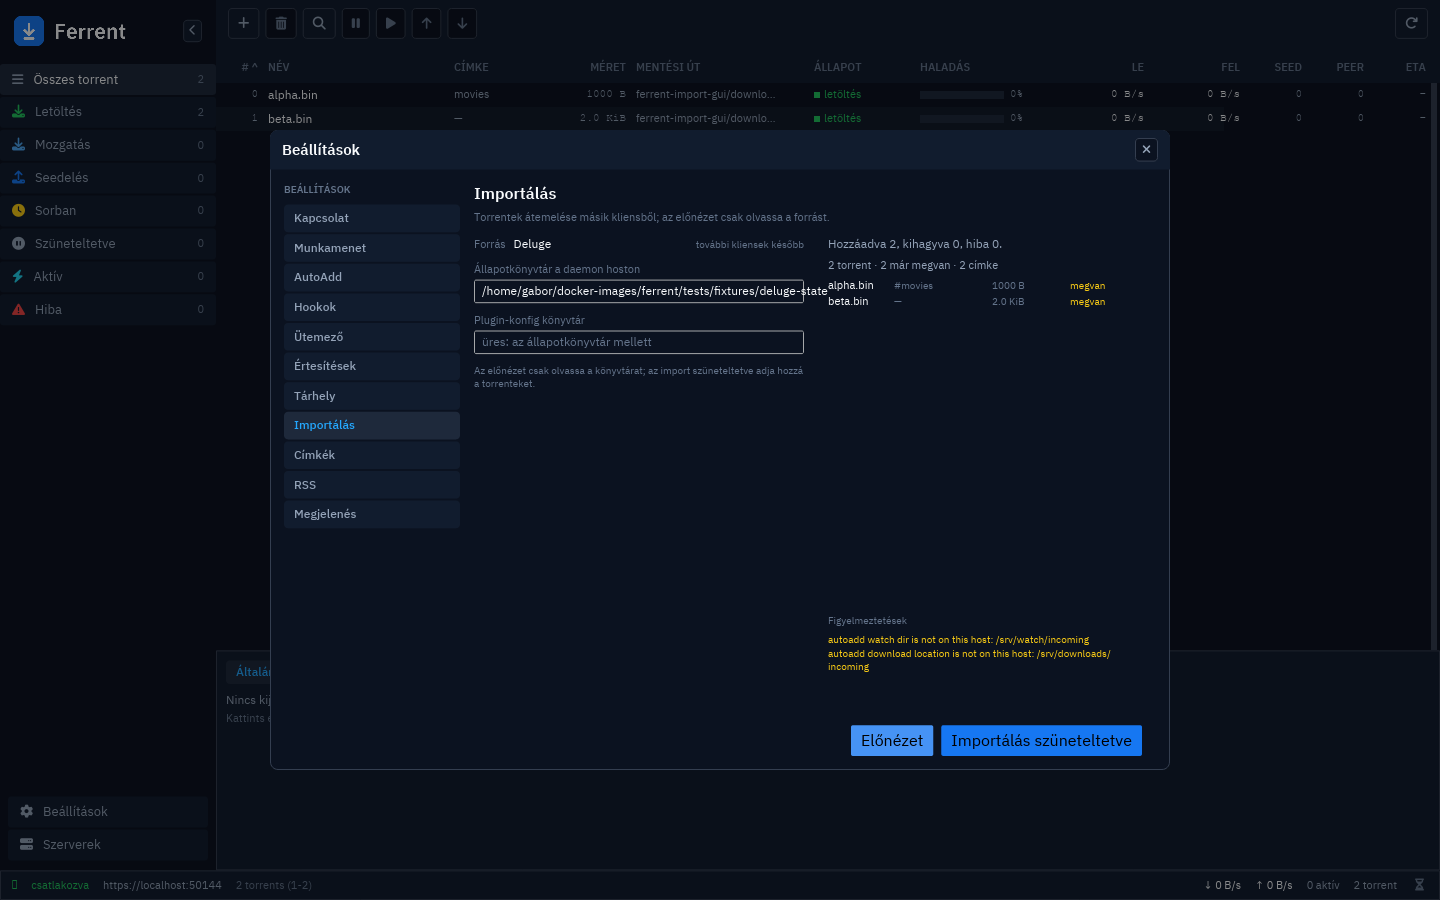 Ferrent
Összes torrent 2
Letöltés 2
Mozgatás 0
Seedelés 0
Sorban 0
Szüneteltetve 0
Aktív 0
Hiba 0
Beállítások
Szerverek
# ^ NÉV CÍMKE MÉRET MENTÉSI ÚT ÁLLAPOT HALADÁS LE FEL SEED PEER ETA
0 alpha.bin movies 1000 B ferrent-import-gui/downlo... letöltés 0% 0 B/s 0 B/s 0 0 –
1 beta.bin — 2.0 KiB ferrent-import-gui/downlo... letöltés 0% 0 B/s 0 B/s 0 0 –
Beállítások
BEÁLLÍTÁSOK
Kapcsolat
Munkamenet
AutoAdd
Hookok
Ütemező
Értesítések
Tárhely
Importálás
Címkék
RSS
Megjelenés
Importálás
Torrentek átemelése másik kliensből; az előnézet csak olvassa a forrást.
Forrás Deluge további kliensek később
Állapotkönyvtár a daemon hoston
/home/gabor/docker-images/ferrent/tests/fixtures/deluge-state
Plugin-konfig könyvtár
üres: az állapotkönyvtár mellett
Az előnézet csak olvassa a könyvtárat; az import szüneteltetve adja hozzá
a torrenteket.
Hozzáadva 2, kihagyva 0, hiba 0.
2 torrent · 2 már megvan · 2 címke
alpha.bin #movies 1000 B megvan
beta.bin — 2.0 KiB megvan
Figyelmeztetések
autoadd watch dir is not on this host: /srv/watch/incoming
autoadd download location is not on this host: /srv/downloads/
incoming
Előnézet Importálás szüneteltetve
Által
Nincs ki
Kattints
csatlakozva https://localhost:50144 2 torrents (1-2) ↓ 0 B/s ↑ 0 B/s 0 aktív 2 torrent